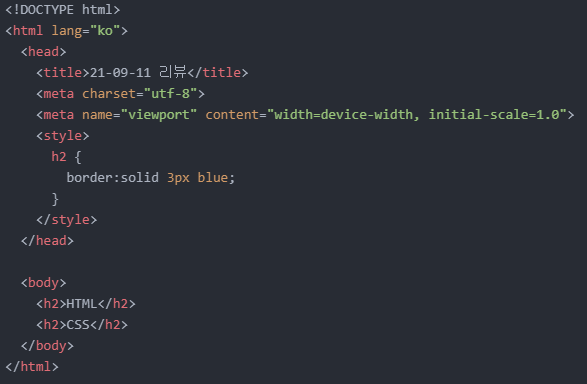 <!DOCTYPE html>
<html lang="ko">
  <head>
    <title>21-09-11 리뷰</title>
    <meta charset="utf-8">
    <meta name="viewport" content="width=device-width, initial-scale=1.0">
    <style>
      h2 {
        border:solid 3px blue;
      }
    </style>
  </head>

  <body>
    <h2>HTML</h2>
    <h2>CSS</h2>
  </body>
</html>